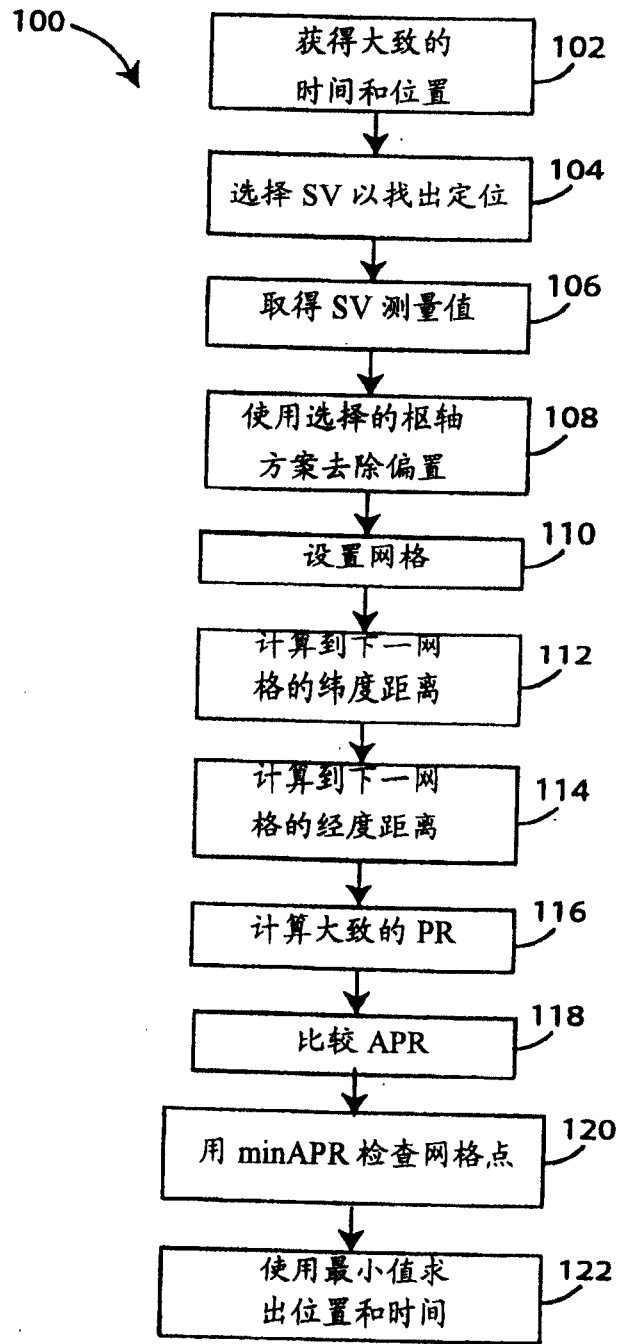 100
获得大致的
时间和位置
102
选择 SV 以找出定位
104
取得 SV 测量值
106
使用选择的枢轴
方案去除偏置
108
设置网格
110
计算到下一网
格的纬度距离
112
计算到下一网
格的经度距离
114
计算大致的 PR
116
比较 APR
118
用 minAPR 检查网格点
120
使用最小值求
出位置和时间
122